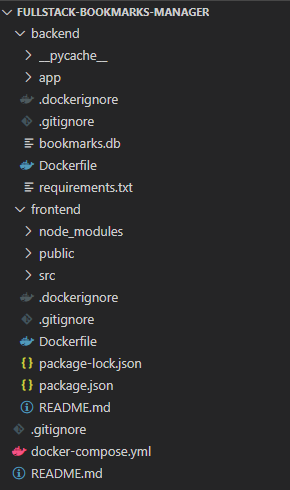 FULLSTACK-BOOKMARKS-MANAGER
backend
__pycache__
app
.dockerignore
.gitignore
bookmarks.db
Dockerfile
requirements.txt
frontend
node_modules
public
src
.dockerignore
.gitignore
Dockerfile
package-lock.json
package.json
README.md
.gitignore
docker-compose.yml
README.md